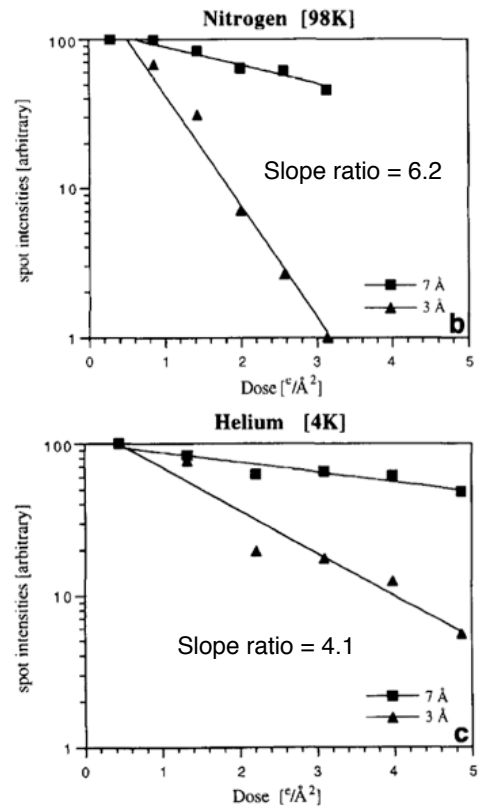 Nitrogen [98K]
100
10
1
spot intensities [arbitrary]
Slope ratio = 6.2
7 Å
3 Å
b
0 1 2 3 4 5
Dose [e/Å2]
Helium [4K]
100
10
1
spot intensities [arbitrary]
Slope ratio = 4.1
7 Å
3 Å
c
0 1 2 3 4 5
Dose [e/Å2]